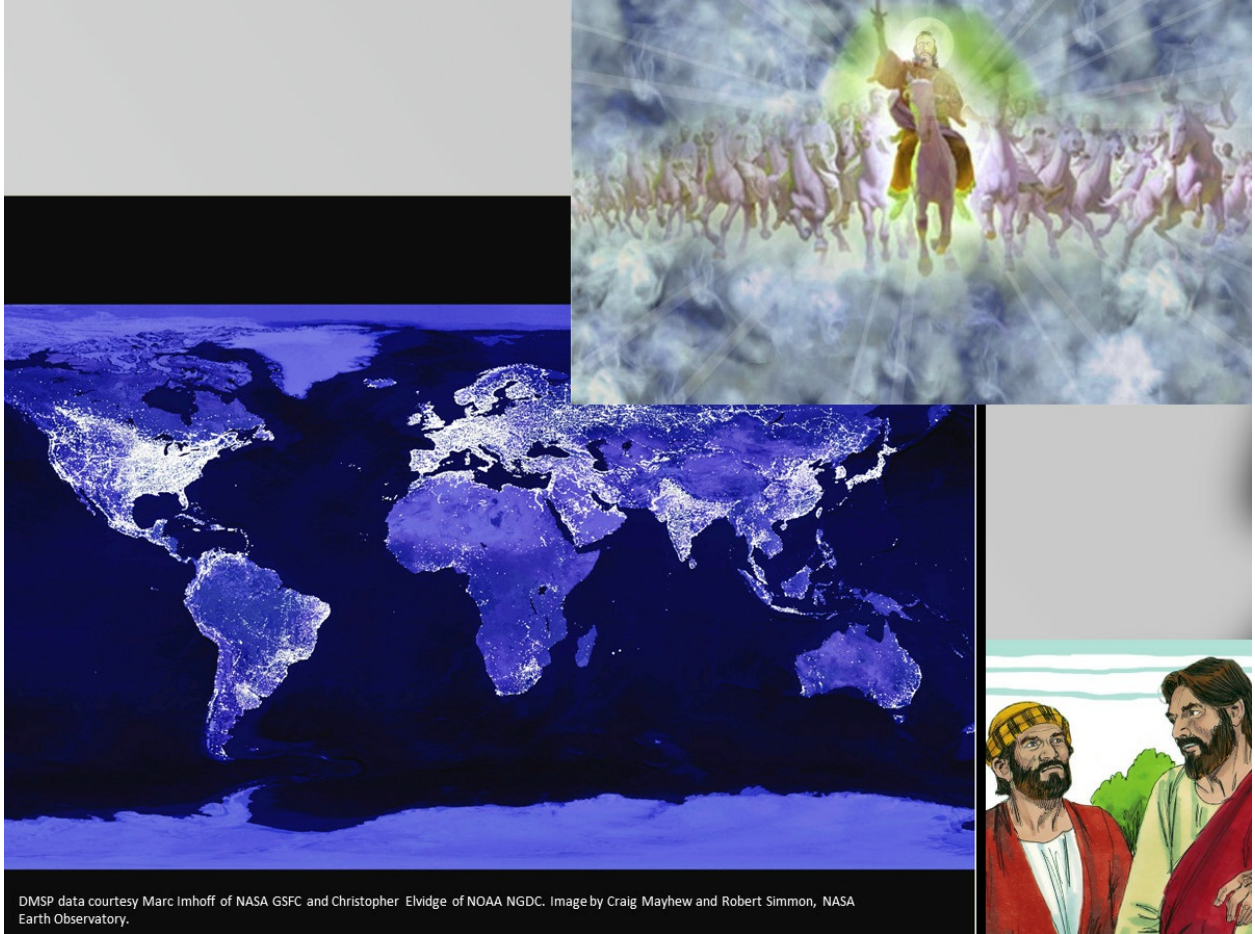 DMSP data courtesy Marc Imhoff of NASA GSFC and Christopher Elvidge of NOAA NGDC. Image by Craig Mayhew and Robert Simmon, NASA
Earth Observatory.